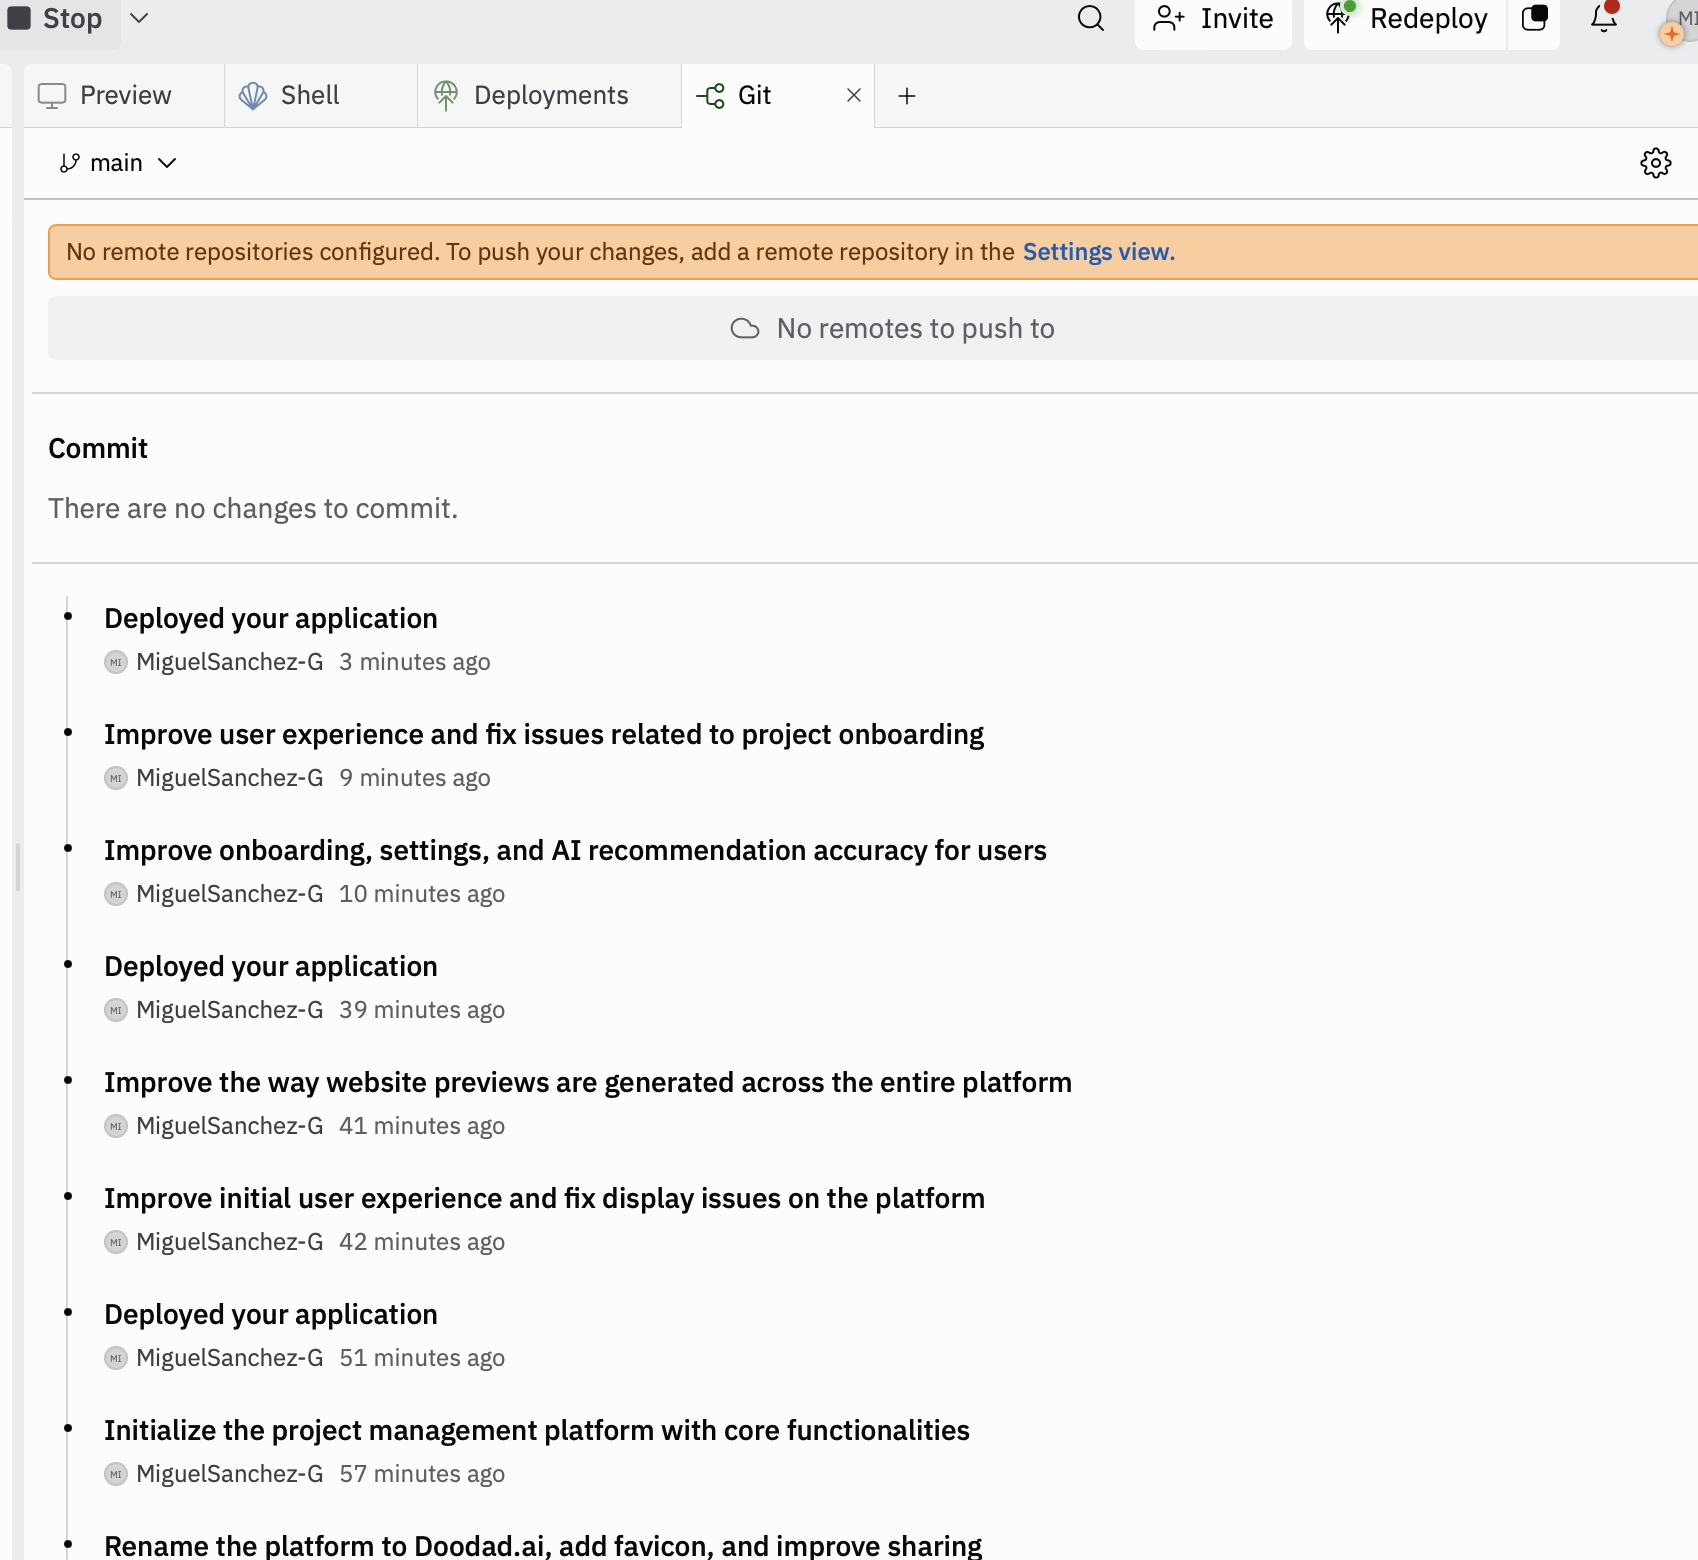 Stop
Invite
Redeploy
MI
Preview
Shell
Deployments
Git
main
No remote repositories configured. To push your changes, add a remote repository in the Settings view.
No remotes to push to
Commit
There are no changes to commit.
Deployed your application
MI MiguelSanchez-G 3 minutes ago
Improve user experience and fix issues related to project onboarding
MI MiguelSanchez-G 9 minutes ago
Improve onboarding, settings, and AI recommendation accuracy for users
MI MiguelSanchez-G 10 minutes ago
Deployed your application
MI MiguelSanchez-G 39 minutes ago
Improve the way website previews are generated across the entire platform
MI MiguelSanchez-G 41 minutes ago
Improve initial user experience and fix display issues on the platform
MI MiguelSanchez-G 42 minutes ago
Deployed your application
MI MiguelSanchez-G 51 minutes ago
Initialize the project management platform with core functionalities
MI MiguelSanchez-G 57 minutes ago
Rename the platform to Doodad.ai, add favicon, and improve sharing